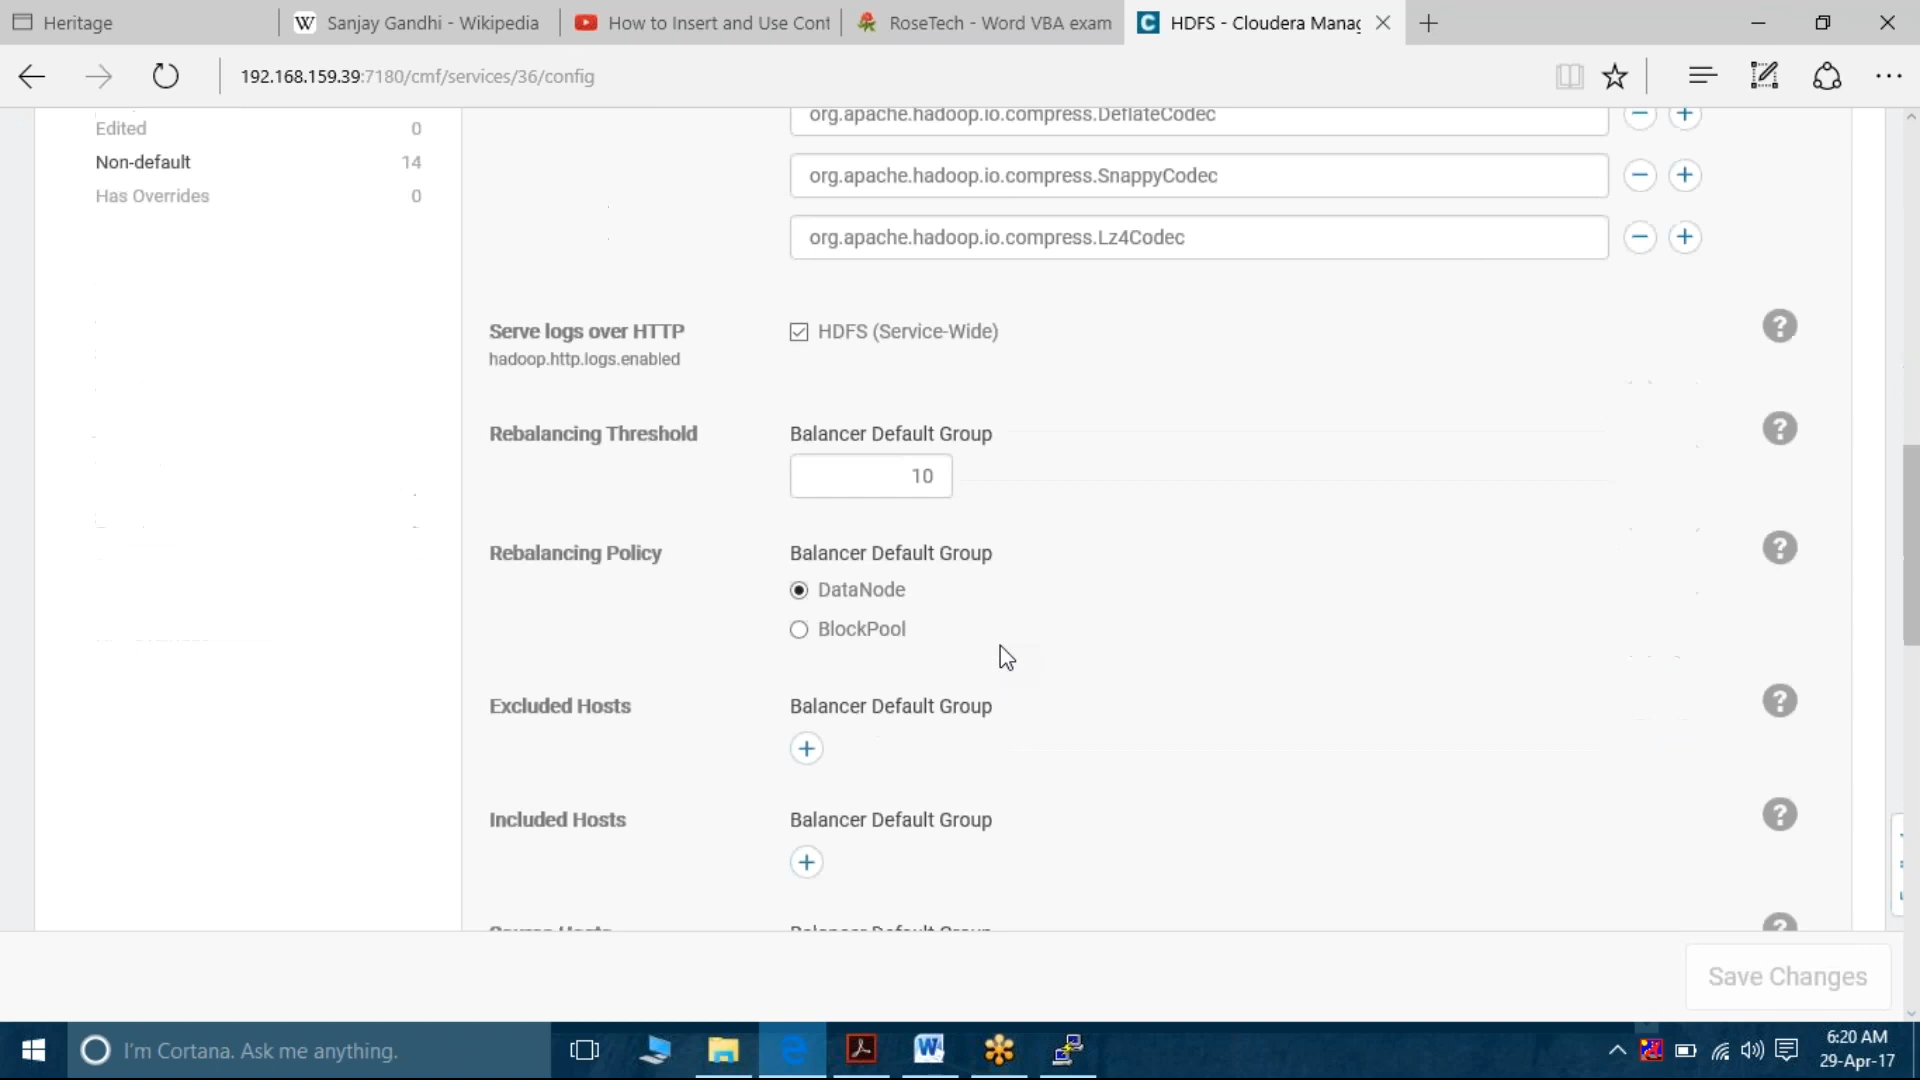 Heritage
Sanjay Gandhi - Wikipedia
How to Insert and Use Cont
RoseTech - Word VBA exam
HDFS - Cloudera Manag
192.168.159.39:7180/cmf/services/36/config
Edited 0
Non-default 14
Has Overrides 0
org.apache.hadoop.io.compress.DeflateCodec
org.apache.hadoop.io.compress.SnappyCodec
org.apache.hadoop.io.compress.Lz4Codec
Serve logs over HTTP
hadoop.http.logs.enabled
HDFS (Service-Wide)
Rebalancing Threshold
Balancer Default Group
10
Rebalancing Policy
Balancer Default Group
DataNode
BlockPool
Excluded Hosts
Balancer Default Group
Included Hosts
Balancer Default Group
Balancer Default Group
Save Changes
I'm Cortana. Ask me anything.
6:20 AM
29-Apr-17